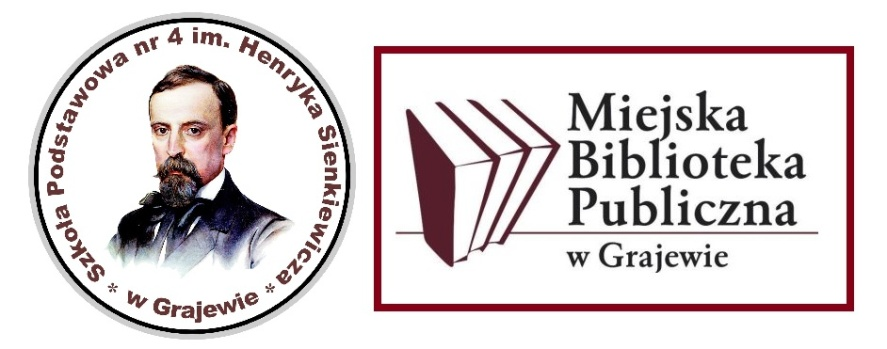 Szkoła Podstawowa nr 4 im. Henryka Sienkiewicza
* w Grajewie *
Miejska
Biblioteka
Publiczna
w Grajewie